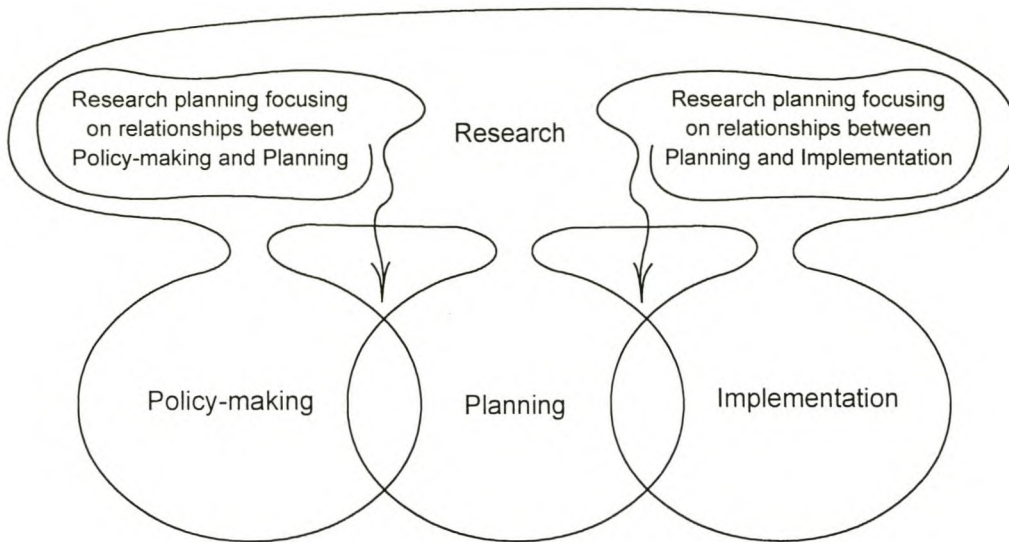 Research planning focusing
on relationships between
Policy-making and Planning
Research
Research planning focusing
on relationships between
Planning and Implementation
Policy-making
Planning
Implementation